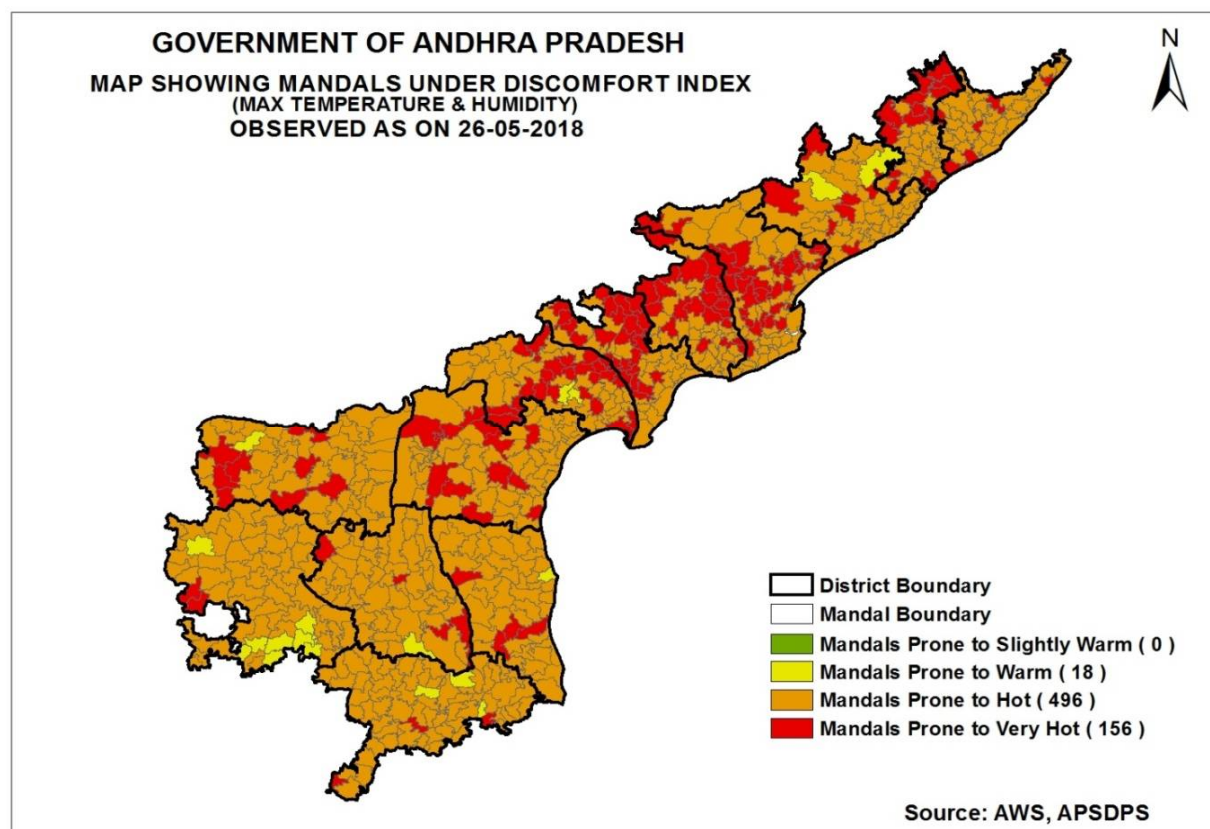 GOVERNMENT OF ANDHRA PRADESH
MAP SHOWING MANDALS UNDER DISCOMFORT INDEX
(MAX TEMPERATURE & HUMIDITY)
OBSERVED AS ON 26-05-2018
N
District Boundary
Mandal Boundary
Mandals Prone to Slightly Warm ( 0 )
Mandals Prone to Warm ( 18 )
Mandals Prone to Hot ( 496 )
Mandals Prone to Very Hot ( 156 )
Source: AWS, APSDPS